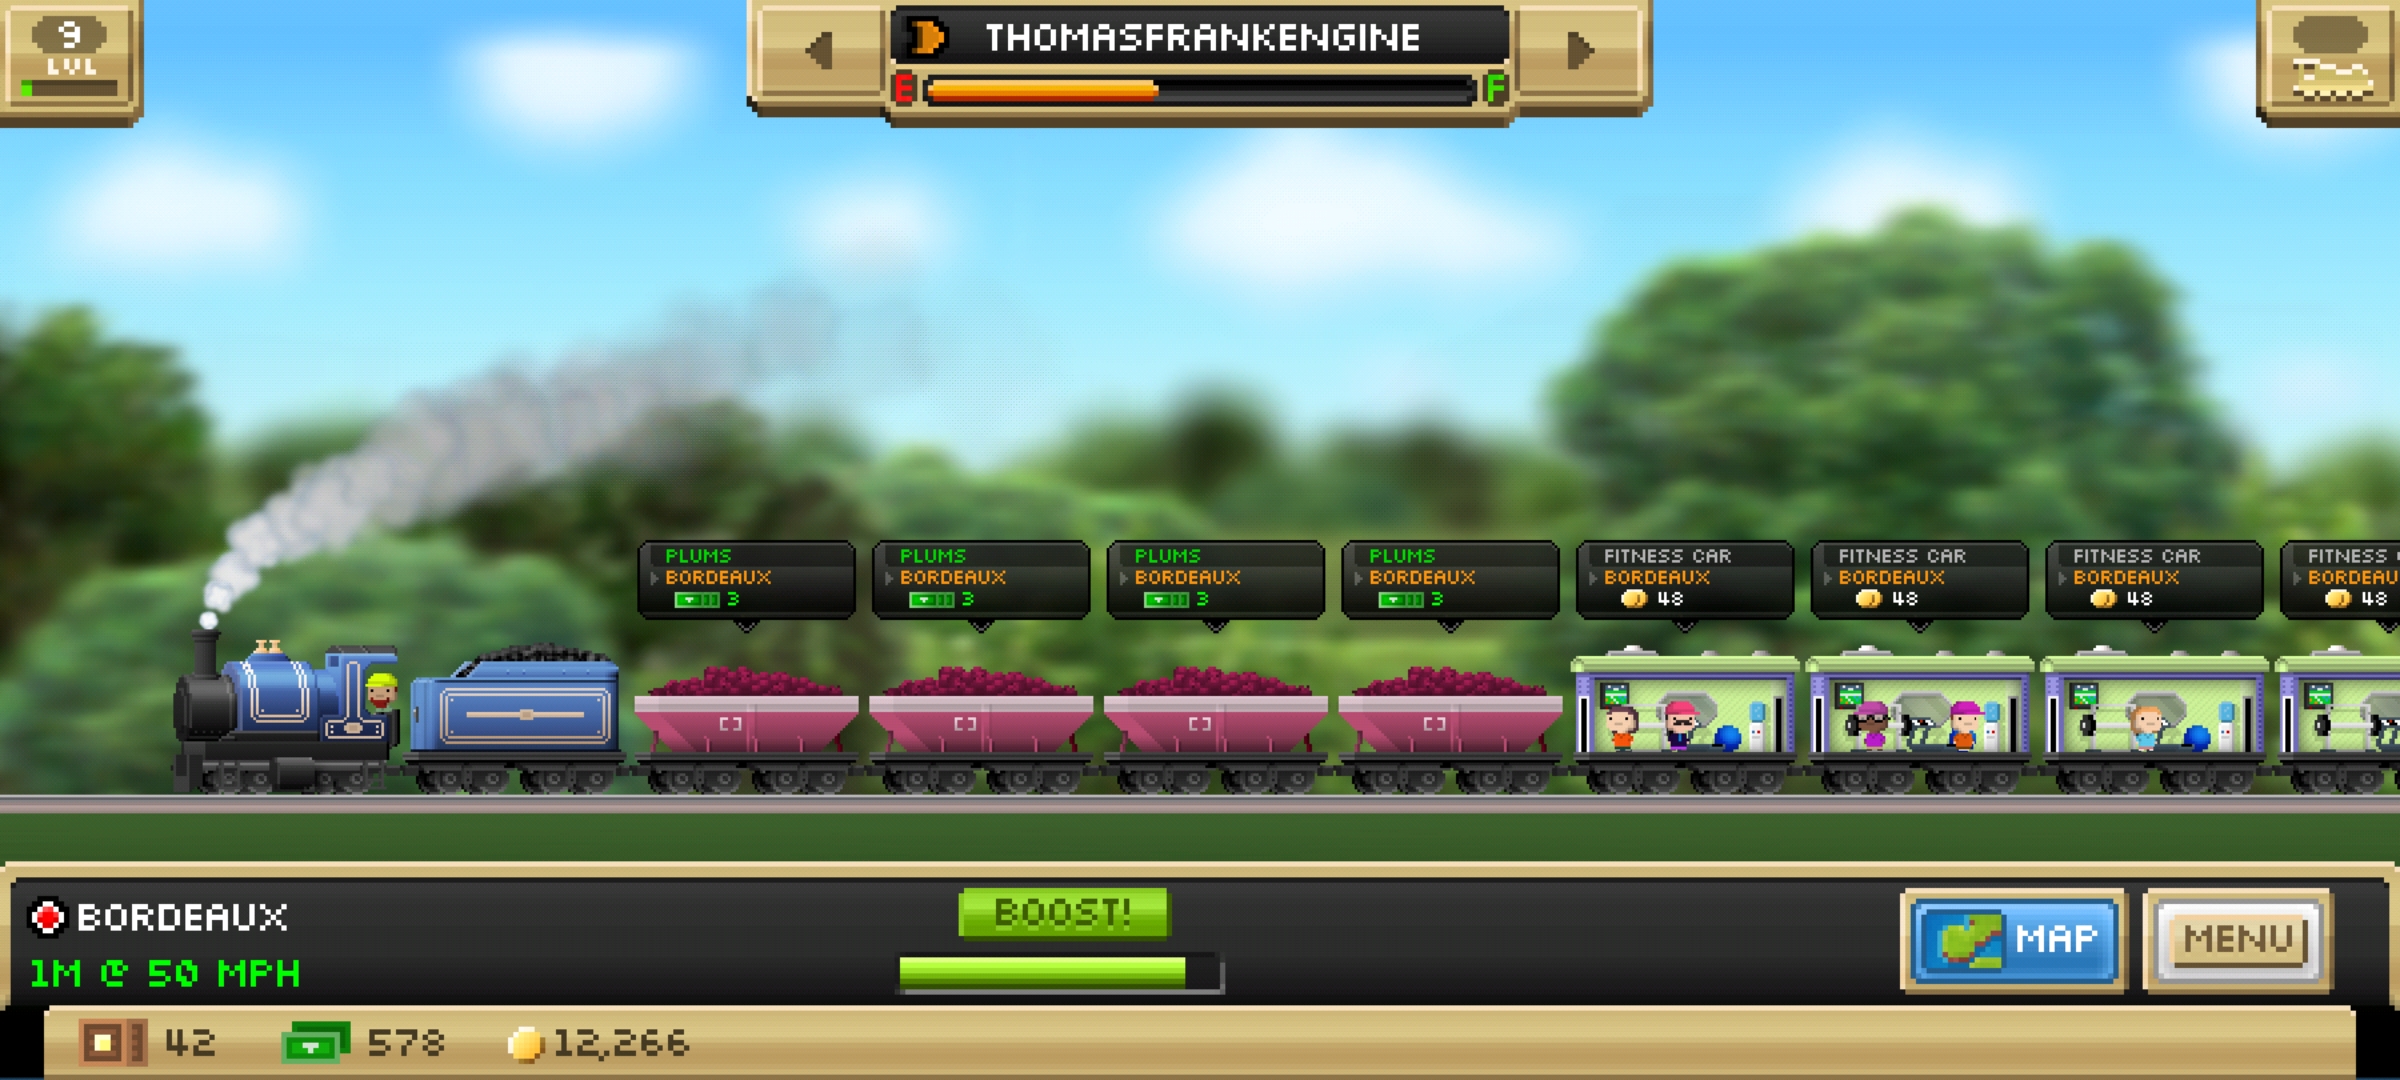 9
LVL
THOMASFRANKENGINE
E F
PLUMS
BORDEAUX
3
PLUMS
BORDEAUX
3
PLUMS
BORDEAUX
3
PLUMS
BORDEAUX
3
FITNESS CAR
BORDEAUX
48
FITNESS CAR
BORDEAUX
48
FITNESS CAR
BORDEAUX
48
FITNESS
BORDEAU
48
BORDEAUX
1M @ 50 MPH
BOOST!
MAP
MENU
42
578
12,266